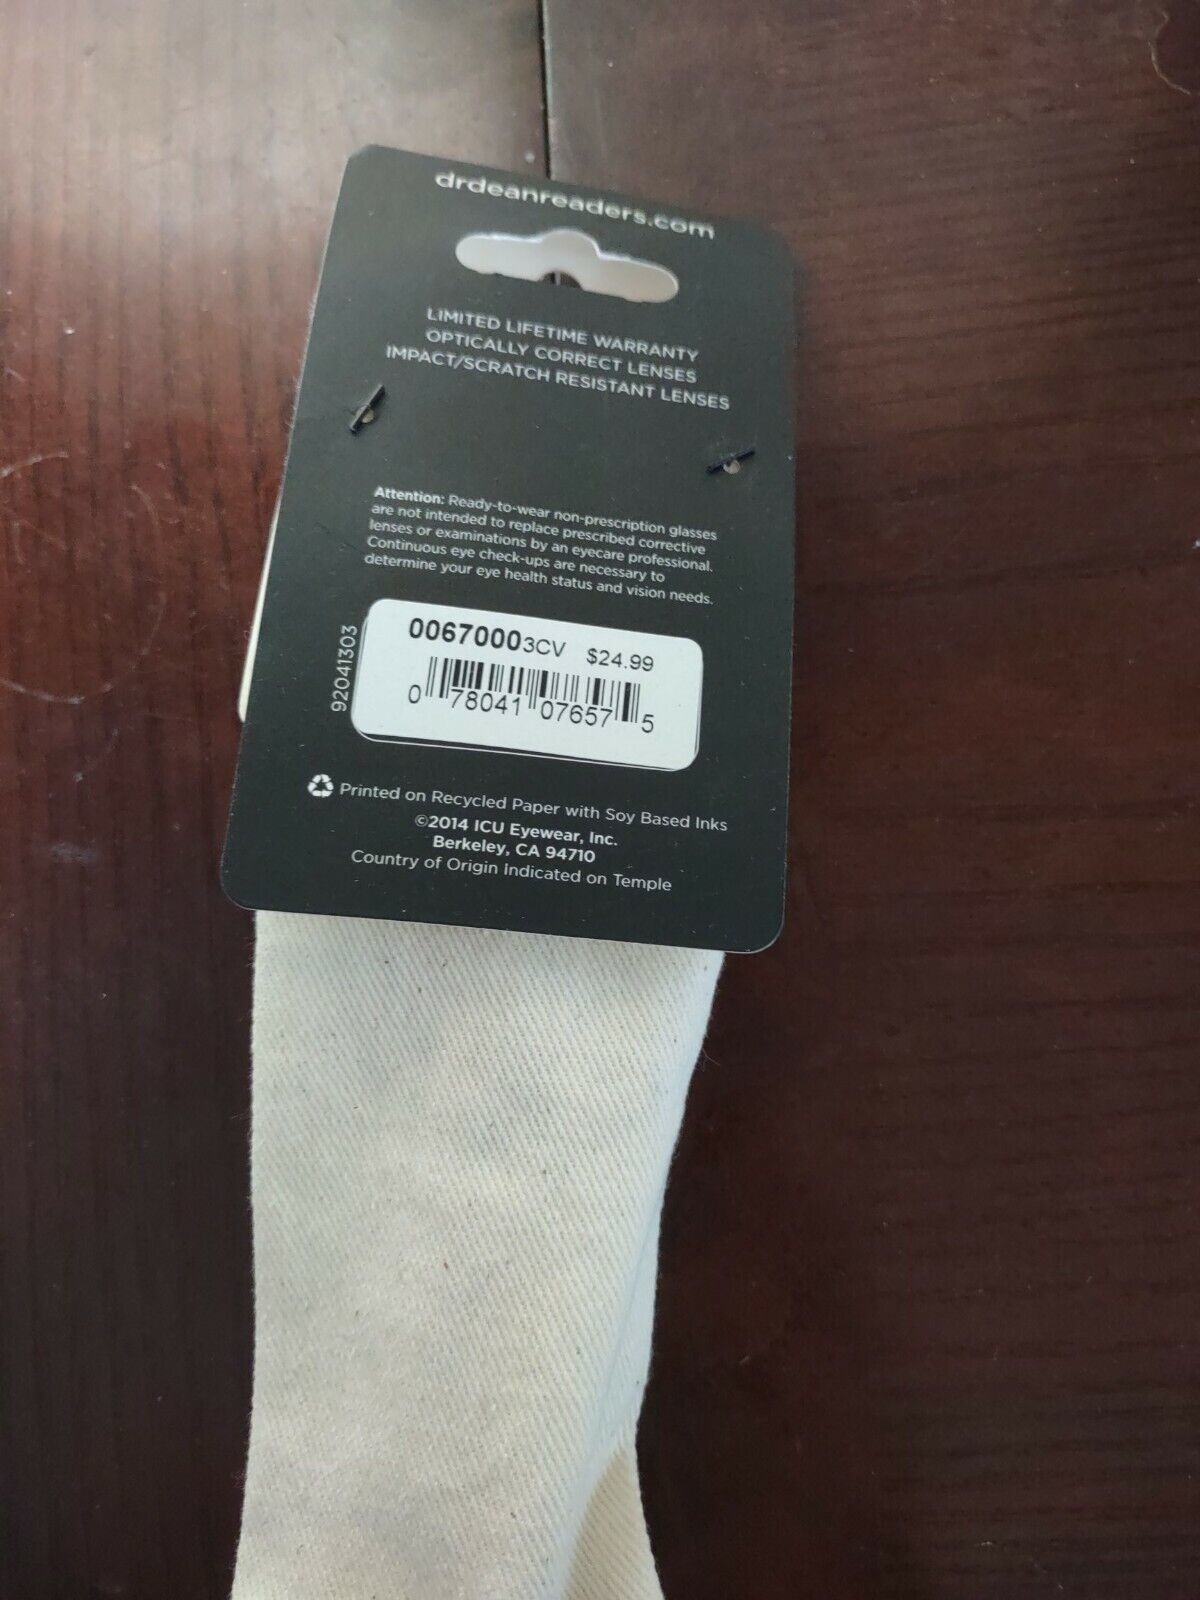 drdeanreaders.com
LIMITED LIFETIME WARRANTY
OPTICALLY CORRECT LENSES
IMPACT/SCRATCH RESISTANT LENSES
Attention: Ready-to-wear non-prescription glasses
are not intended to replace prescribed corrective
lenses or examinations by an eyecare professional.
Continuous eye check-ups are necessary to
determine your eye health status and vision needs.
92041303
00670003CV $24.99
0 78041 07657 5
Printed on Recycled Paper with Soy Based Inks
©2014 ICU Eyewear, Inc.
Berkeley, CA 94710
Country of Origin Indicated on Temple